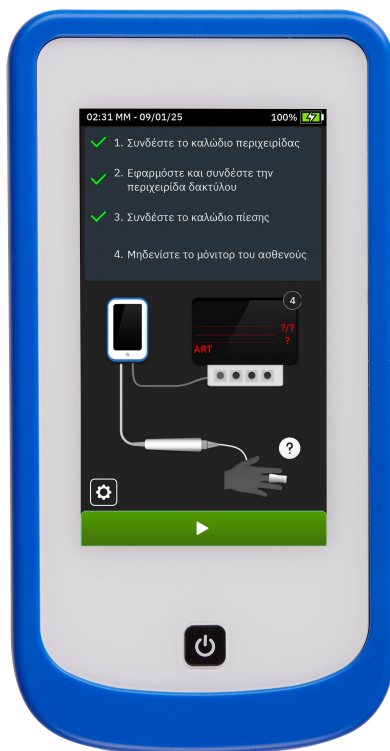 02:31 MM - 09/01/25 100%
1. Συνδέστε το καλώδιο περιχειρίδας
2. Εφαρμόστε και συνδέστε την
περιχειρίδα δακτύλου
3. Συνδέστε το καλώδιο πίεσης
4. Μηδενίστε το μόνιτορ του ασθενούς
4
?/?
?
ART
?